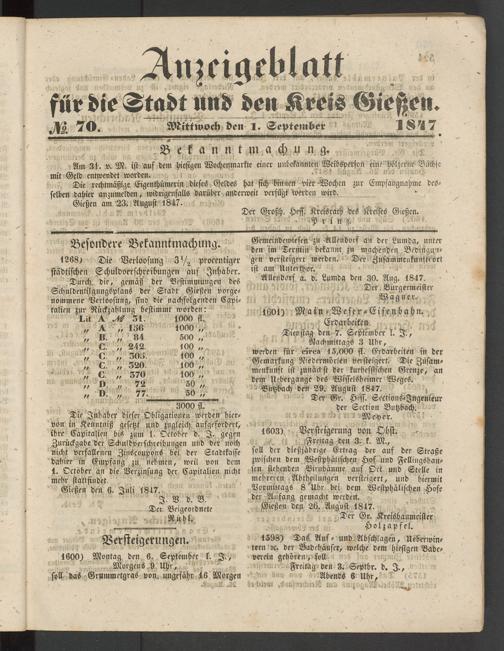 Anzeigeblatt
für die Stadt und den Kreis Gießen.
№ 70. Mittwoch den 1. September 1847
Bekanntmachung.
Am 31. v. M. ist auf dem hiesigen Wochenmarkte einer unbekannten Weibsperson eine hölzerne Büchse
mit Geld entwendet worden.
Die rechtmäßige Eigenthümerin dieses Geldes hat sich binnen vier Wochen zur Empfangnahme des-
selben dahier anzumelden, widrigenfalls darüber anderweit verfügt werden wird.
Gießen am 23. August 1847.
Der Großh. Hess. Kreisrath des Kreises Gießen.
Prinz.
Besondere Bekanntmachung.
1268) Die Verloosung 3½ procentiger
städtischen Schuldverschreibungen auf Inhaber.
Durch die, gemäß der Bestimmungen des
Schuldentilgungsplans der Stadt Gießen vorge-
nommene Verloosung, sind die nachfolgenden Capi-
talien zur Rückzahlung bestimmt worden:
Lit A № 31. 1000 fl.
„ A „ 136 1000 „
„ B. „ 84 500 „
„ C. „ 242 100 „
„ C „ 303 100 „
„ C „ 320 100 „
„ C „ 370 100 „
„ D „ 72 50 „
„ D „ 77 50 „
3000 fl.
Die Inhaber dieser Obligationen werden hier-
von in Kenntniß gesetzt und zugleich aufgefordert,
ihre Capitalien bis zum 1. October d. J. gegen
Zurückgabe der Schuldverschreibungen und der noch
nicht verfallenen Zinscoupons bei der Stadtkasse
dahier in Empfang zu nehmen, weil von dem
1. October an die Verzinsung der Capitalien nicht
mehr stattfindet.
Gießen den 6. Juli 1847.
J. V. d. B.
Der Beigeordnete
Rühl.
Versteigerungen.
1600) Montag den 6. September l. J.,
Morgens 9 Uhr,
soll das Grummetgras von ungefähr 16 Morgen
Gemeindewiesen zu Allendorf an der Lumda, unter
den im Termin bekannt zu machenden Bedingun-
gen versteigert werden. Der Zusammenkunftsort
ist am Unterthor.
Allendorf a. d. Lumda den 30. Aug. 1847.
Der Bürgermeister
Wagner.
1601) Main-Weser-Eisenbahn.
Erdarbeiten
Dienstag den 7. September l. J.,
Nachmittags 3 Uhr,
werden für einen 15,000 fl. Erdarbeiten in der
Gemarkung Niedermörlen versteigert. Die Zusam-
menkunft ist zunächst der kurhessischen Grenze, an
dem Uebergange des Wisselsheimer Weges.
Butzbach den 29. August 1847.
Der Gr. Hess. Sections-Ingenieur
der Section Butzbach.
Meyer.
1603) Versteigerung von Obst.
Freitag den 3. k. M.,
soll der diesjährige Ertrag der auf der Straße
zwischen dem Westphälischen Hof und Fellingshau-
sen stehenden Birnbäume auf Ort und Stelle in
mehreren Abtheilungen versteigert, und hiermit
Vormittags 8 Uhr bei dem Westphälischen Hofe
der Anfang gemacht werden.
Gießen den 26. August 1847.
Der Gr. Kreisbaumeister
Holzapfel.
1598) Das Auf- und Abschlagen, Ueberwin-
tern rc. der Badehäuser, welche dem hiesigen Bade-
verein gehören, soll
Freitag den 3. Septbr. d. J.,
Abends 6 Uhr,